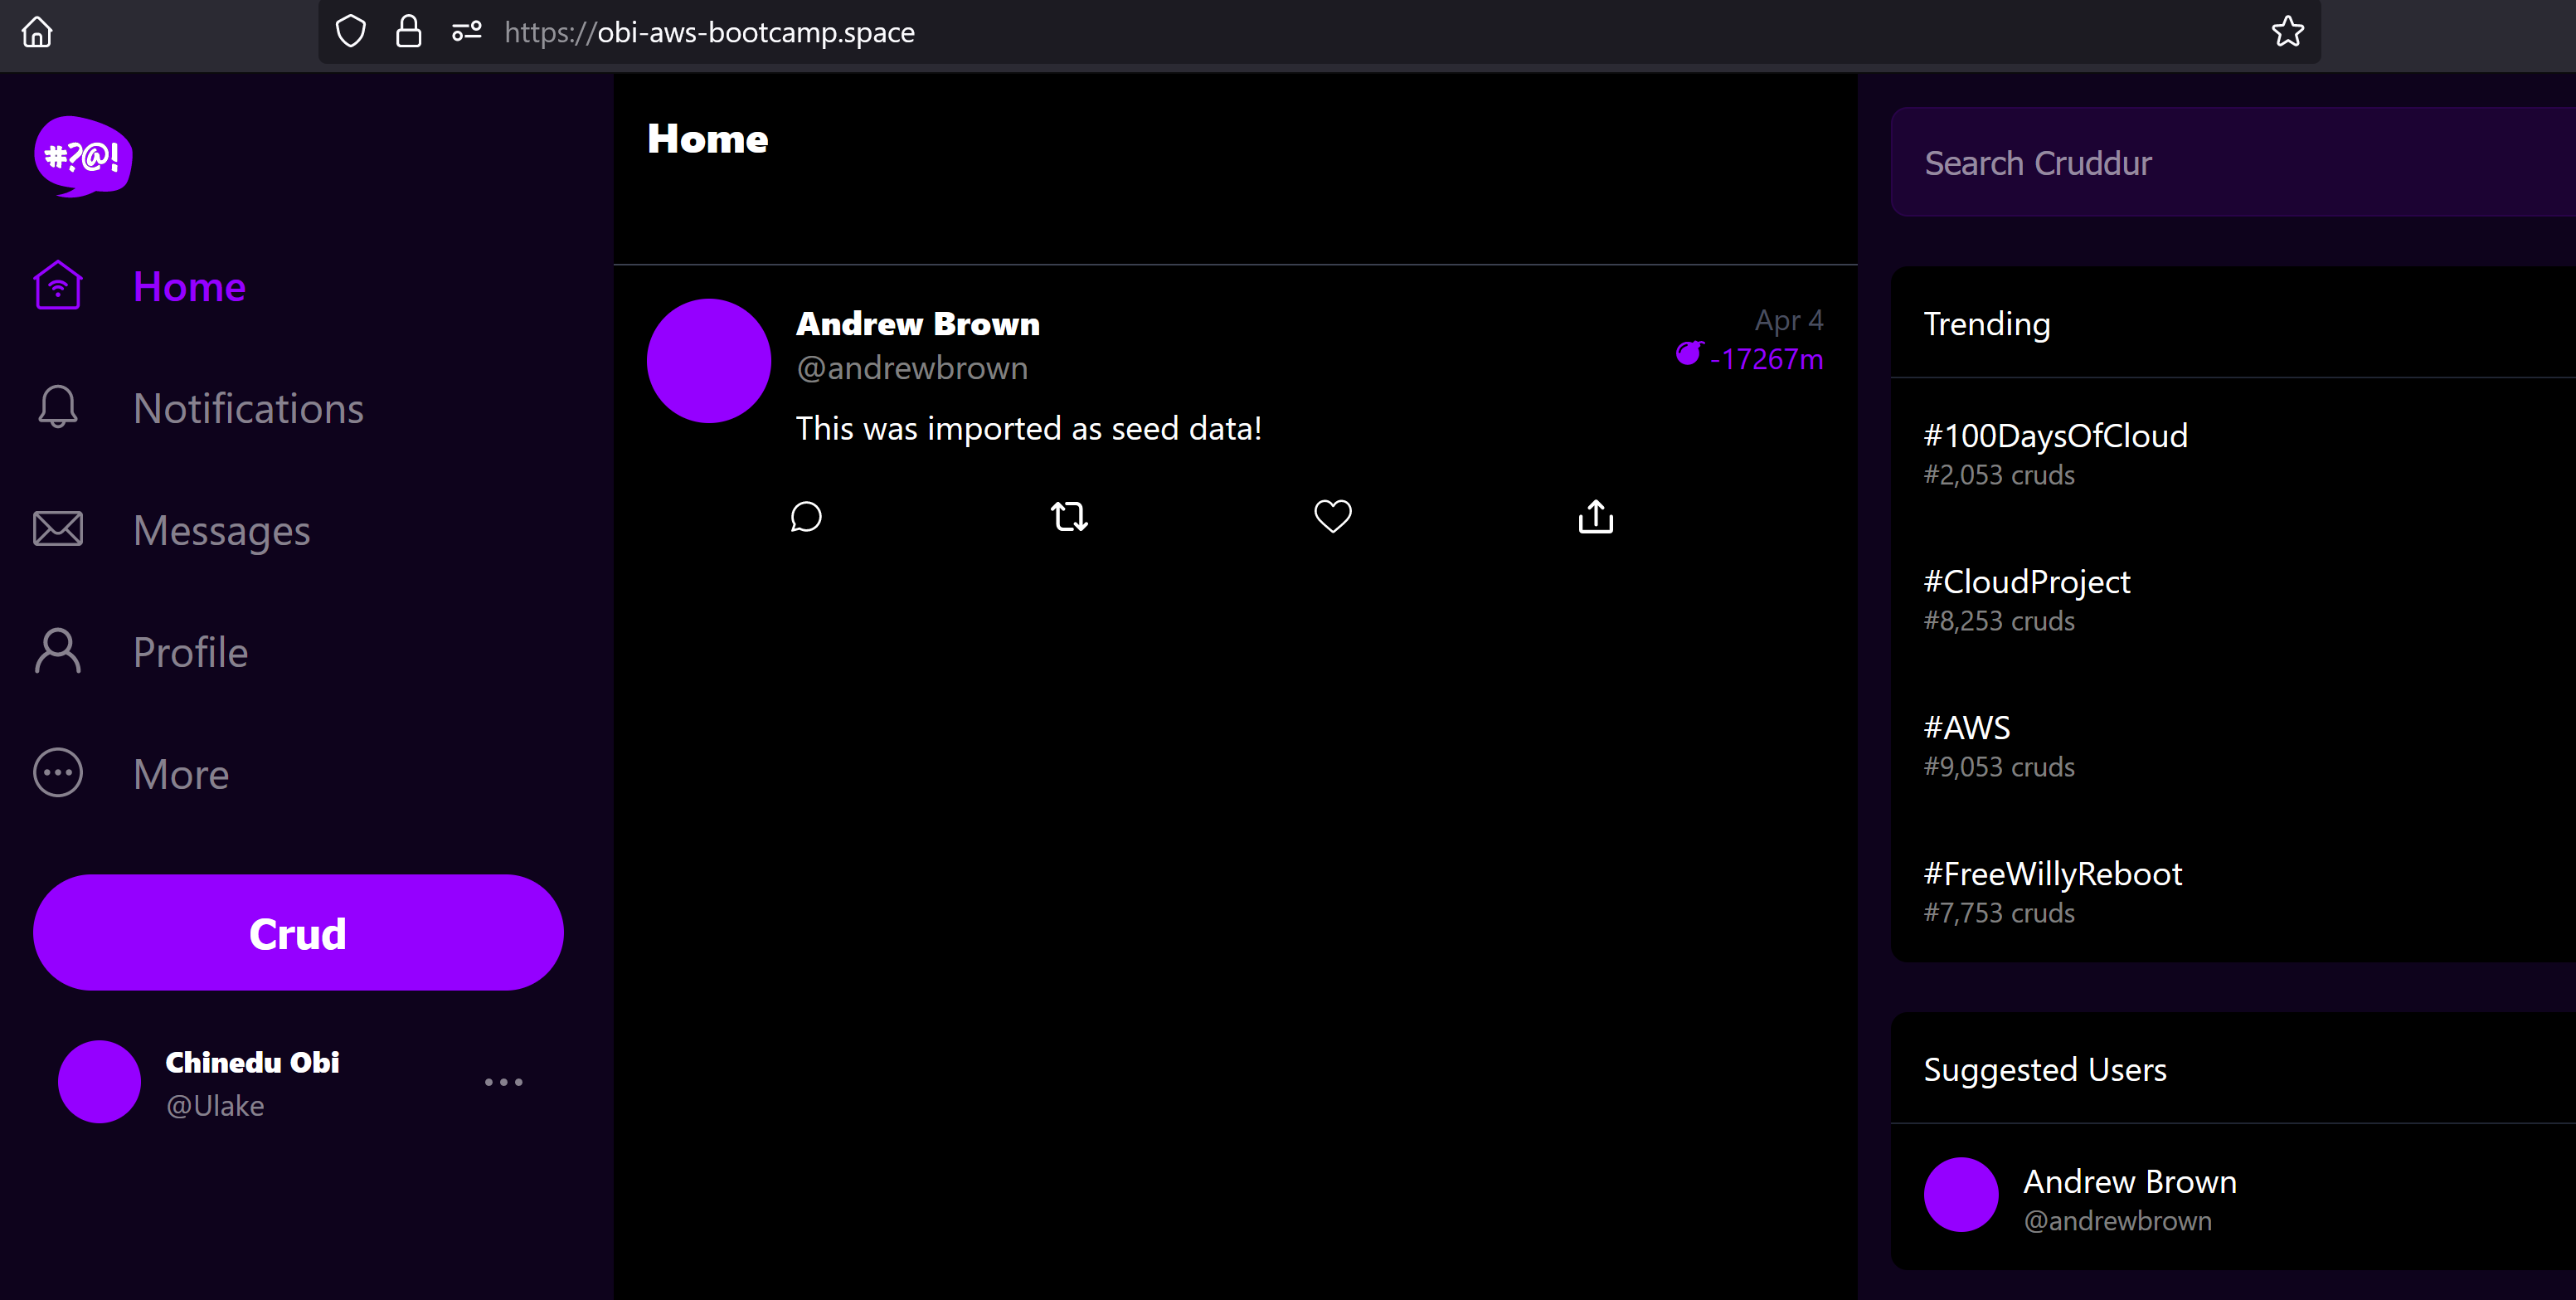 https://obi-aws-bootcamp.space
#?@!
Home
Notifications
Messages
Profile
More
Crud
Chinedu Obi
@Ulake
Home
Andrew Brown
@andrewbrown
Apr 4
-17267m
This was imported as seed data!
Search Cruddur
Trending
#100DaysOfCloud
#2,053 cruds
#CloudProject
#8,253 cruds
#AWS
#9,053 cruds
#FreeWillyReboot
#7,753 cruds
Suggested Users
Andrew Brown
@andrewbrown